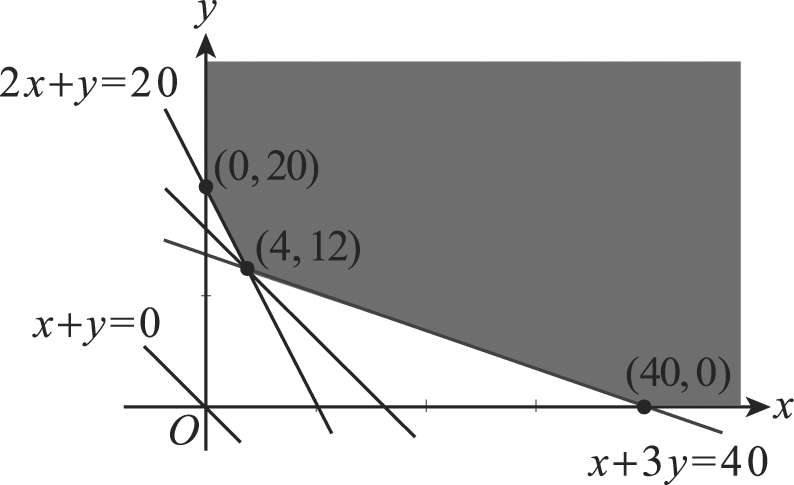 y
2x+y=20
(0,20)
(4,12)
x+y=0
(40,0)
x
O
x+3y=40